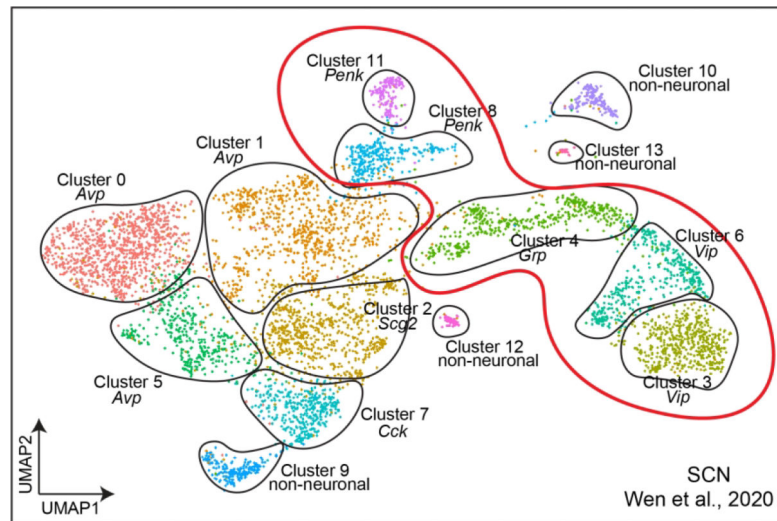 Cluster 11
Penk
Cluster 10
non-neuronal
Cluster 8
Penk
Cluster 1
Avp
Cluster 13
non-neuronal
Cluster 0
Avp
Cluster 4
Grp
Cluster 6
Vip
Cluster 2
Scg2
Cluster 12
non-neuronal
Cluster 5
Avp
Cluster 3
Vip
Cluster 7
Cck
Cluster 9
non-neuronal
UMAP2
UMAP1
SCN
Wen et al., 2020